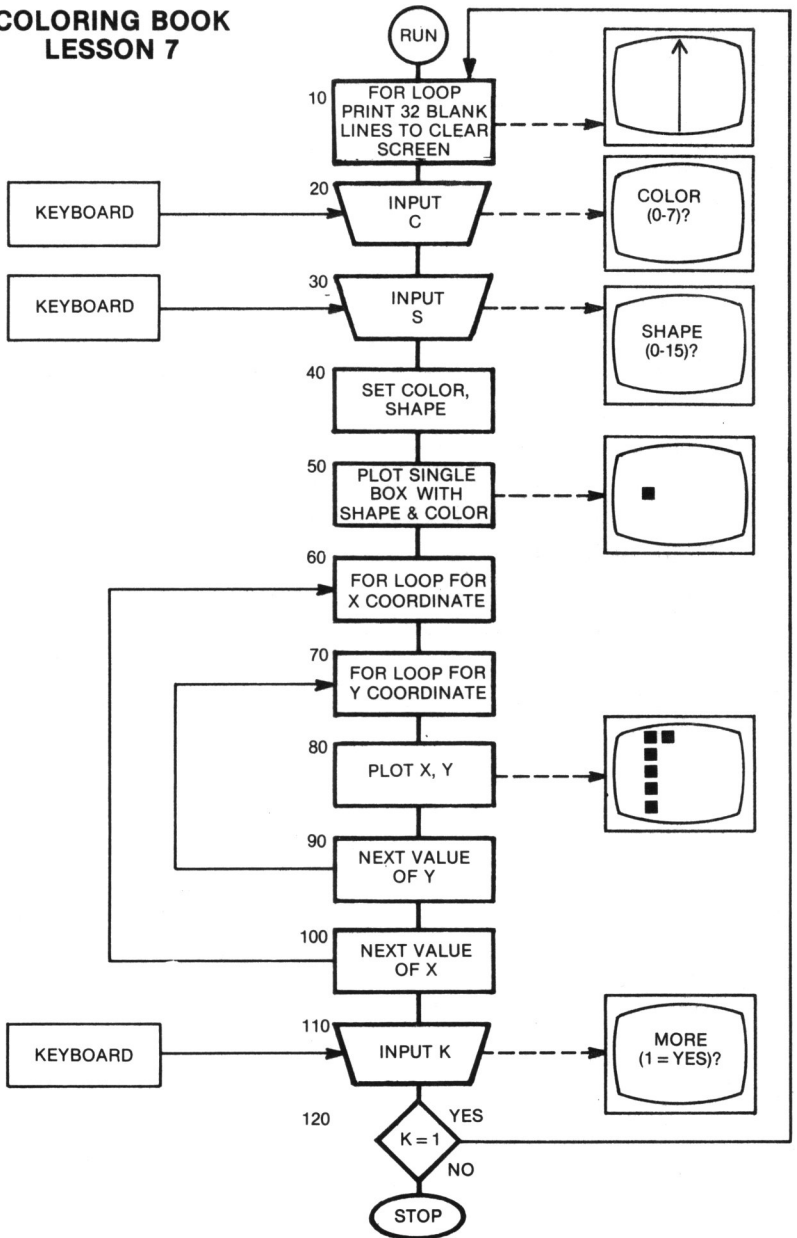 COLORING BOOK
LESSON 7
RUN
10
FOR LOOP
PRINT 32 BLANK
LINES TO CLEAR
SCREEN
20
KEYBOARD
INPUT
C
COLOR
(0-7)?
30
KEYBOARD
INPUT
S
SHAPE
(0-15)?
40
SET COLOR,
SHAPE
50
PLOT SINGLE
BOX WITH
SHAPE & COLOR
60
FOR LOOP FOR
X COORDINATE
70
FOR LOOP FOR
Y COORDINATE
80
PLOT X, Y
90
NEXT VALUE
OF Y
100
NEXT VALUE
OF X
110
KEYBOARD
INPUT K
MORE
(1 = YES)?
120
K = 1
YES
NO
STOP